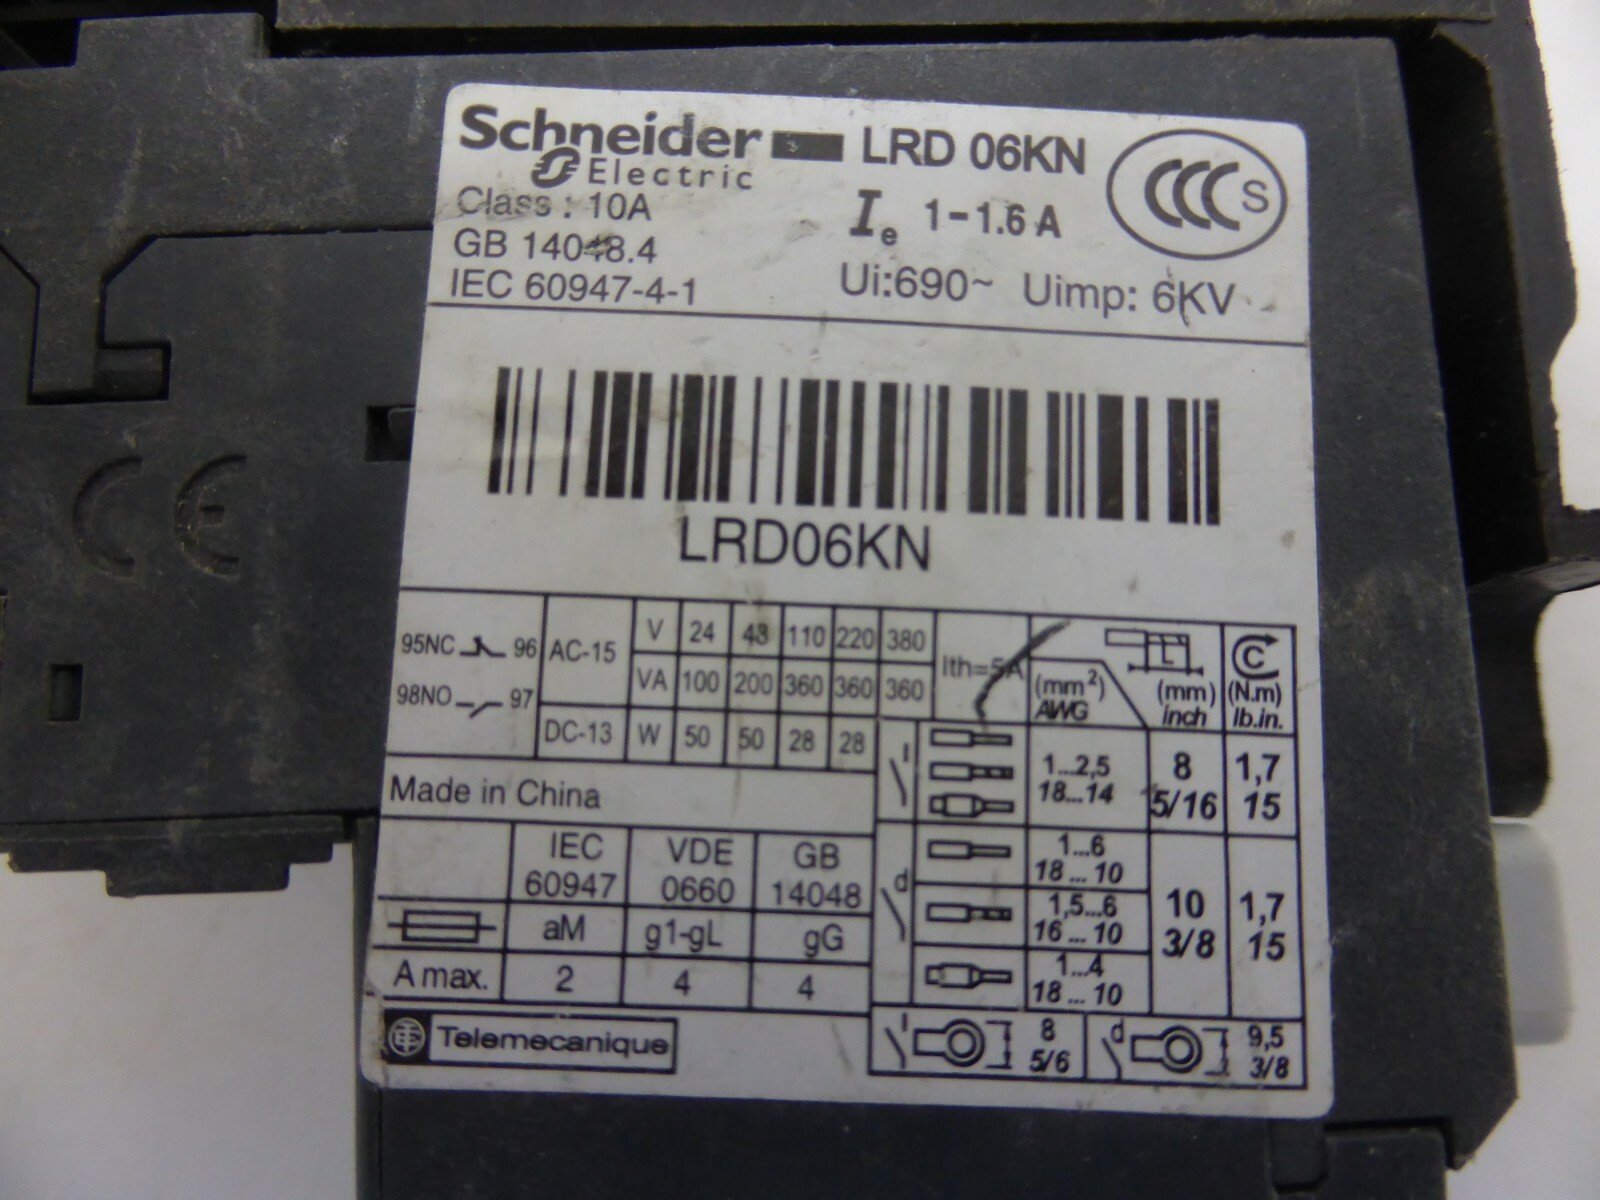 Schneider LRD 06KN
Electric
CCC S
Class : 10A
Ie 1-1.6 A
GB 14048.4
IEC 60947-4-1
Ui:690~ Uimp: 6KV
LRD06KN
CE
95NC 96
98NO 97
AC-15 V 24 48 110 220 380
VA 100 200 360 360 360
DC-13 W 50 50 28 28
Ith=5A
(mm²) (mm) (N.m)
AWG inch lb.in.
L
C
1...2,5 8 1,7
18...14 5/16 15
Made in China
1...6
18 ... 10
1,5...6 10 1,7
16 ... 10 3/8 15
1...4
18 ... 10
IEC VDE GB
60947 0660 14048
aM g1-gL gG
A max. 2 4 4
d
Telemecanique
8
5/6
d
9,5
3/8